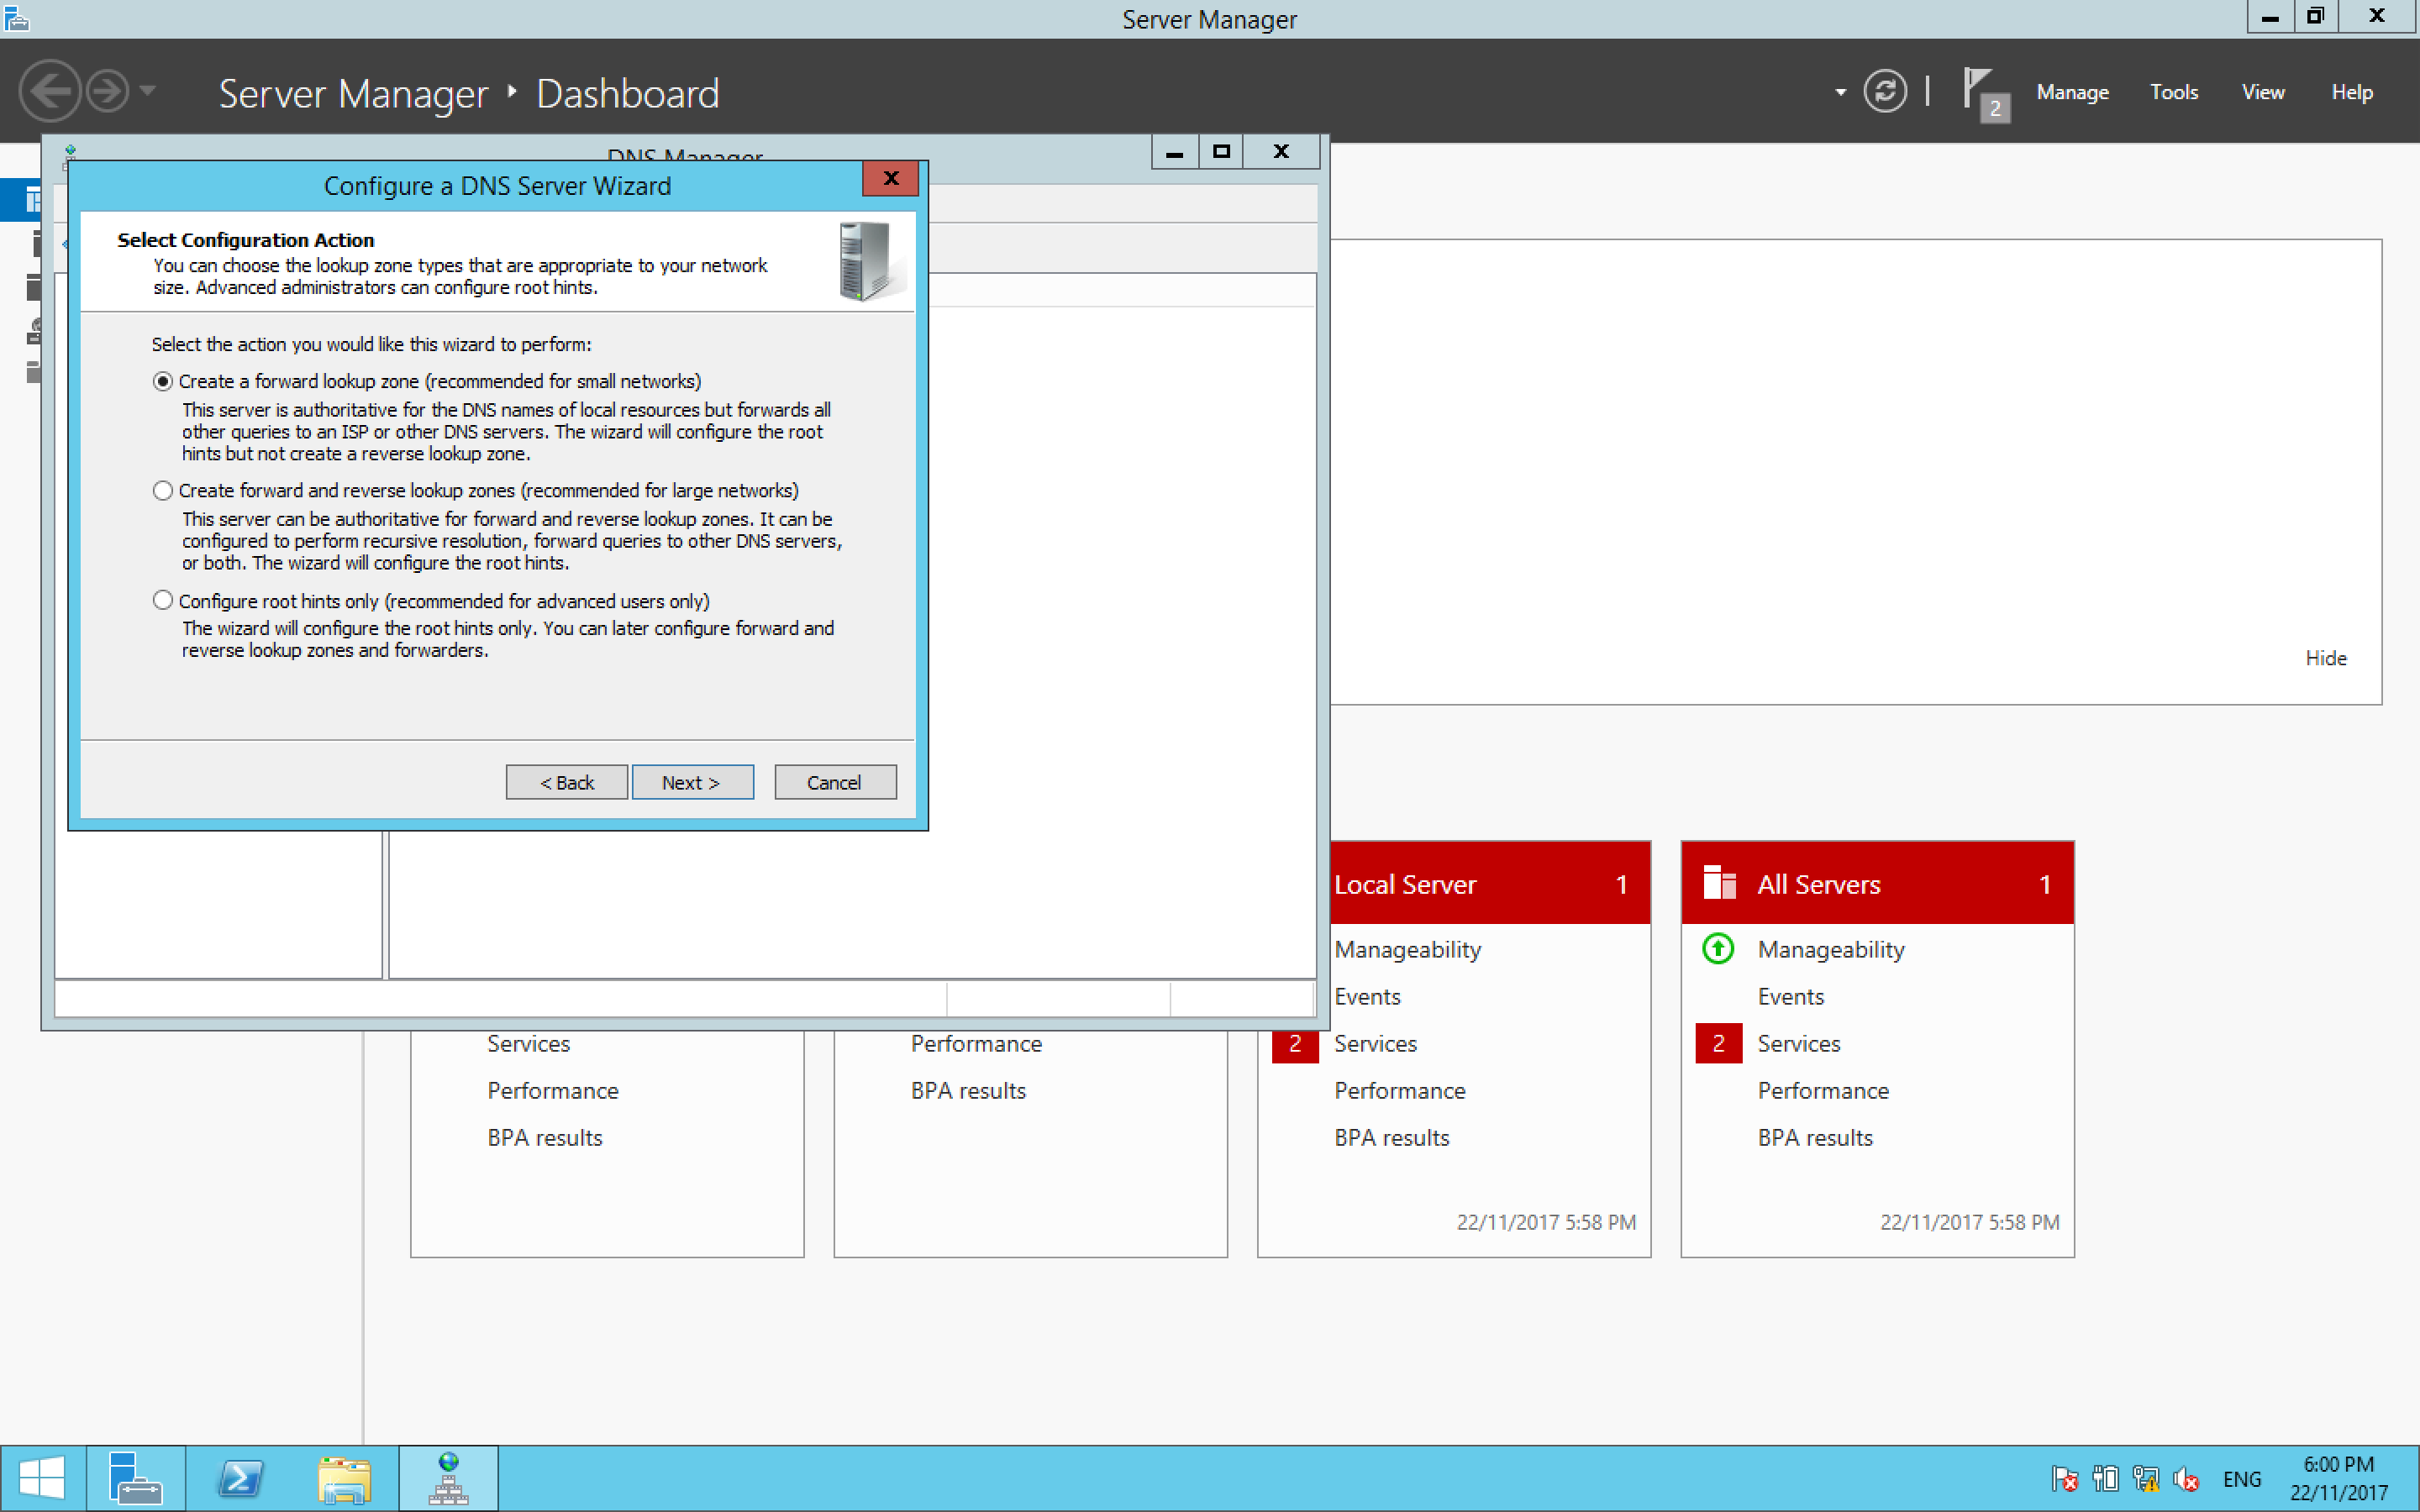 Server Manager
Server Manager
Dashboard
2
Manage
Tools
View
Help
DNS Manager
Configure a DNS Server Wizard
Select Configuration Action
You can choose the lookup zone types that are appropriate to your network
size. Advanced administrators can configure root hints.
Select the action you would like this wizard to perform:
Create a forward lookup zone (recommended for small networks)
This server is authoritative for the DNS names of local resources but forwards all
other queries to an ISP or other DNS servers. The wizard will configure the root
hints but not create a reverse lookup zone.
Create forward and reverse lookup zones (recommended for large networks)
This server can be authoritative for forward and reverse lookup zones. It can be
configured to perform recursive resolution, forward queries to other DNS servers,
or both. The wizard will configure the root hints.
Configure root hints only (recommended for advanced users only)
The wizard will configure the root hints only. You can later configure forward and
reverse lookup zones and forwarders.
< Back
Next >
Cancel
Hide
Services
Performance
BPA results
Performance
BPA results
Local Server 1
Manageability
Events
2 Services
Performance
BPA results
22/11/2017 5:58 PM
All Servers 1
Manageability
Events
2 Services
Performance
BPA results
22/11/2017 5:58 PM
ENG
6:00 PM
22/11/2017